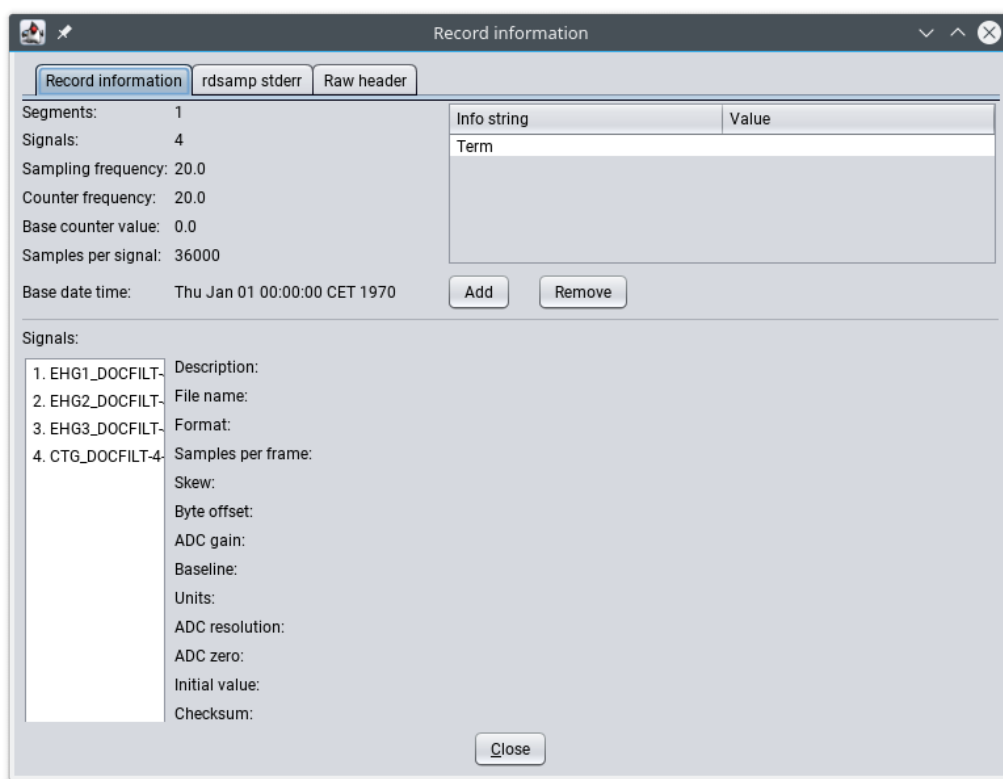 Record information
Record information rdsamp stderr Raw header
Segments: 1
Signals: 4
Sampling frequency: 20.0
Counter frequency: 20.0
Base counter value: 0.0
Samples per signal: 36000
Base date time: Thu Jan 01 00:00:00 CET 1970
Info string Value
Term
Add Remove
Signals:
1. EHG1_DOCFILT-
2. EHG2_DOCFILT-
3. EHG3_DOCFILT-
4. CTG_DOCFILT-4-
Description:
File name:
Format:
Samples per frame:
Skew:
Byte offset:
ADC gain:
Baseline:
Units:
ADC resolution:
ADC zero:
Initial value:
Checksum:
Close